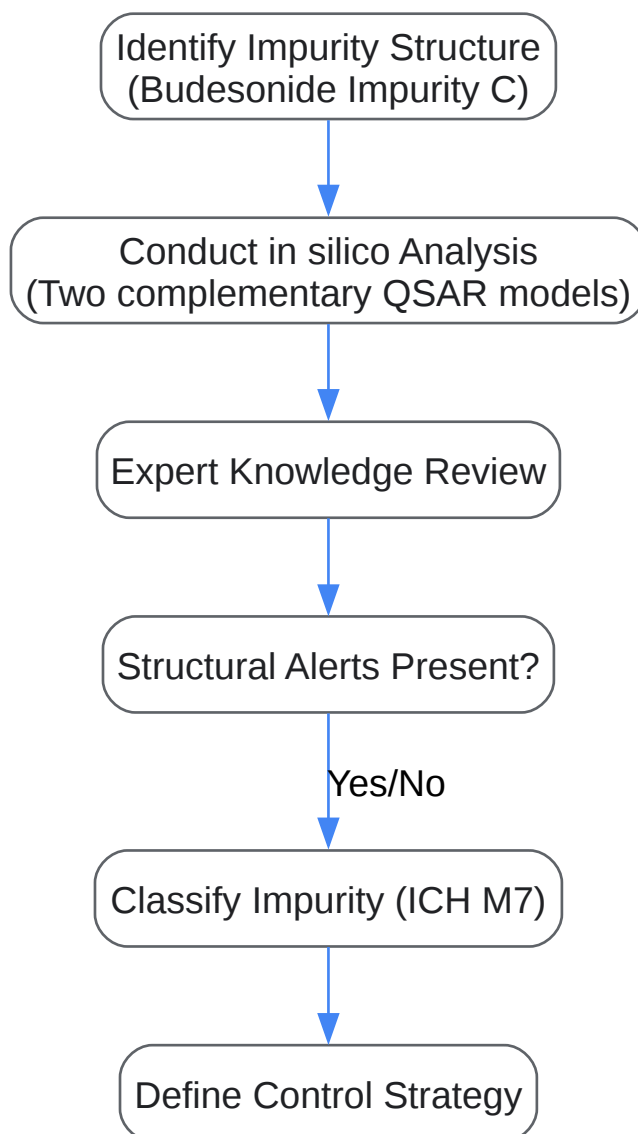 Identify Impurity Structure
(Budesonide Impurity C)
Conduct in silico Analysis
(Two complementary QSAR models)
Expert Knowledge Review
Structural Alerts Present?
Yes/No
Classify Impurity (ICH M7)
Define Control Strategy